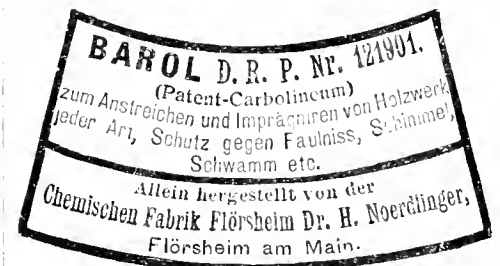 BAROL D. R. P. Nr. 121901.
(Patent-Carbolineum)
zum Anstreichen und Imprägniren von Holzwerk
jeder Art, Schutz gegen Faulniss, Schimmel,
Schwamm etc.
Allein hergestellt von der
Chemischen Fabrik Flörsheim Dr. H. Noerdlinger,
Flörsheim am Main.